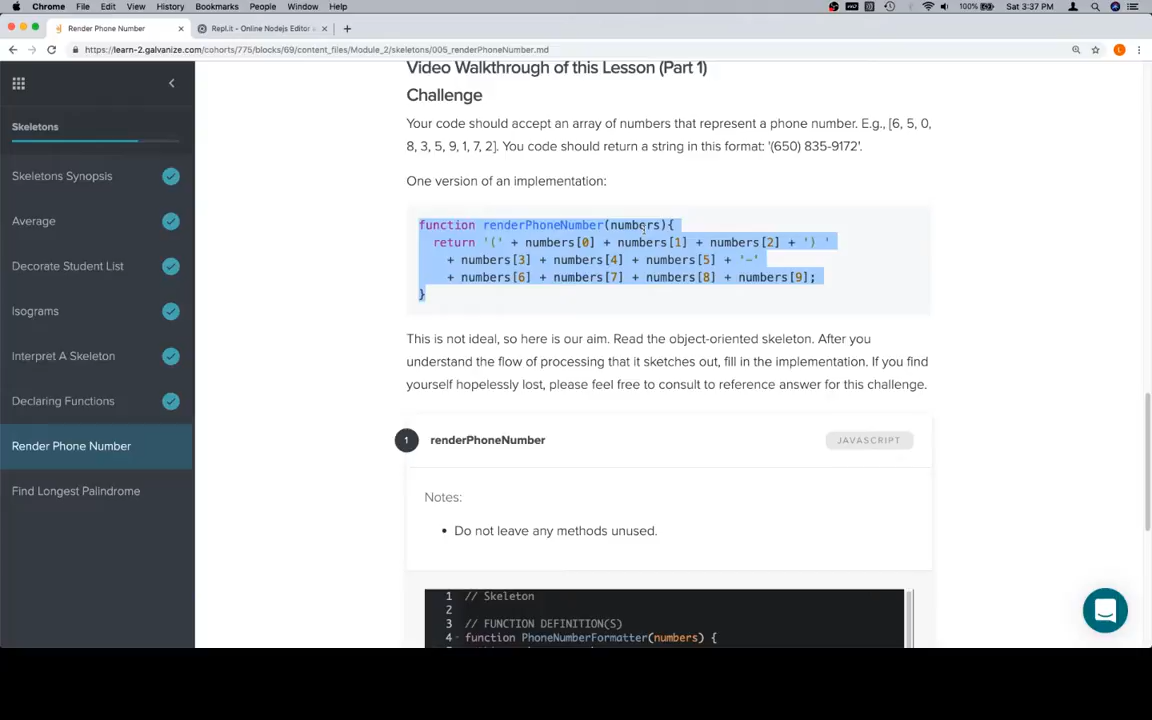 Chrome File Edit View History Bookmarks People Window Help 100% Sat 3:37 PM
Render Phone Number × Repl.it - Online Nodejs Editor × +
https://learn-2.galvanize.com/cohorts/775/blocks/69/content_files/Module_2/skeletons/005_renderPhoneNumber.md
Skeletons
Skeletons Synopsis
Average
Decorate Student List
Isograms
Interpret A Skeleton
Declaring Functions
Render Phone Number
Find Longest Palindrome
Video Walkthrough of this Lesson (Part 1)
Challenge
Your code should accept an array of numbers that represent a phone number. E.g., [6, 5, 0,
8, 3, 5, 9, 1, 7, 2]. You code should return a string in this format: '(650) 835-9172'.
One version of an implementation:
function renderPhoneNumber(numbers){
return '(' + numbers[0] + numbers[1] + numbers[2] + ') '
+ numbers[3] + numbers[4] + numbers[5] + '-'
+ numbers[6] + numbers[7] + numbers[8] + numbers[9];
}
This is not ideal, so here is our aim. Read the object-oriented skeleton. After you
understand the flow of processing that it sketches out, fill in the implementation. If you find
yourself hopelessly lost, please feel free to consult to reference answer for this challenge.
1 renderPhoneNumber JAVASCRIPT
Notes:
• Do not leave any methods unused.
1 // Skeleton
2
3 // FUNCTION DEFINITION(S)
4 function PhoneNumberFormatter(numbers) {